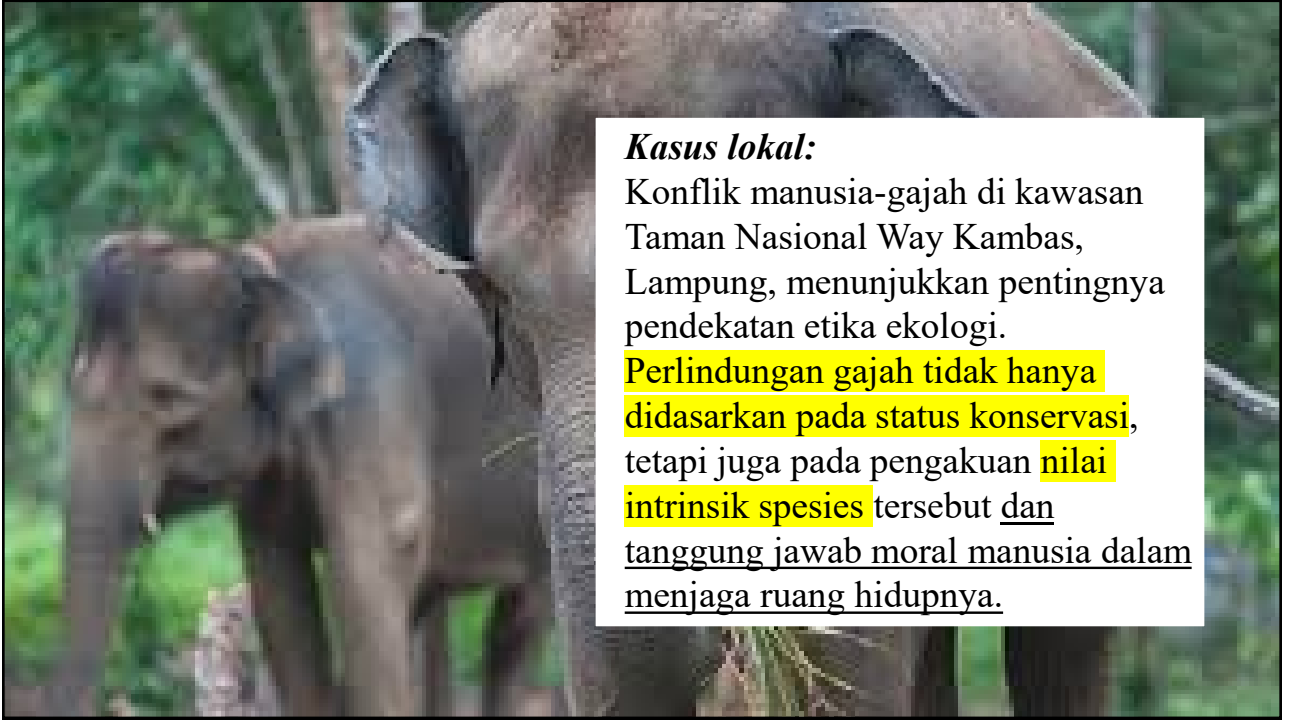 Kasus lokal:
Konflik manusia-gajah di kawasan
Taman Nasional Way Kambas,
Lampung, menunjukkan pentingnya
pendekatan etika ekologi.
Perlindungan gajah tidak hanya
didasarkan pada status konservasi,
tetapi juga pada pengakuan nilai
intrinsik spesies tersebut dan
tanggung jawab moral manusia dalam
menjaga ruang hidupnya.